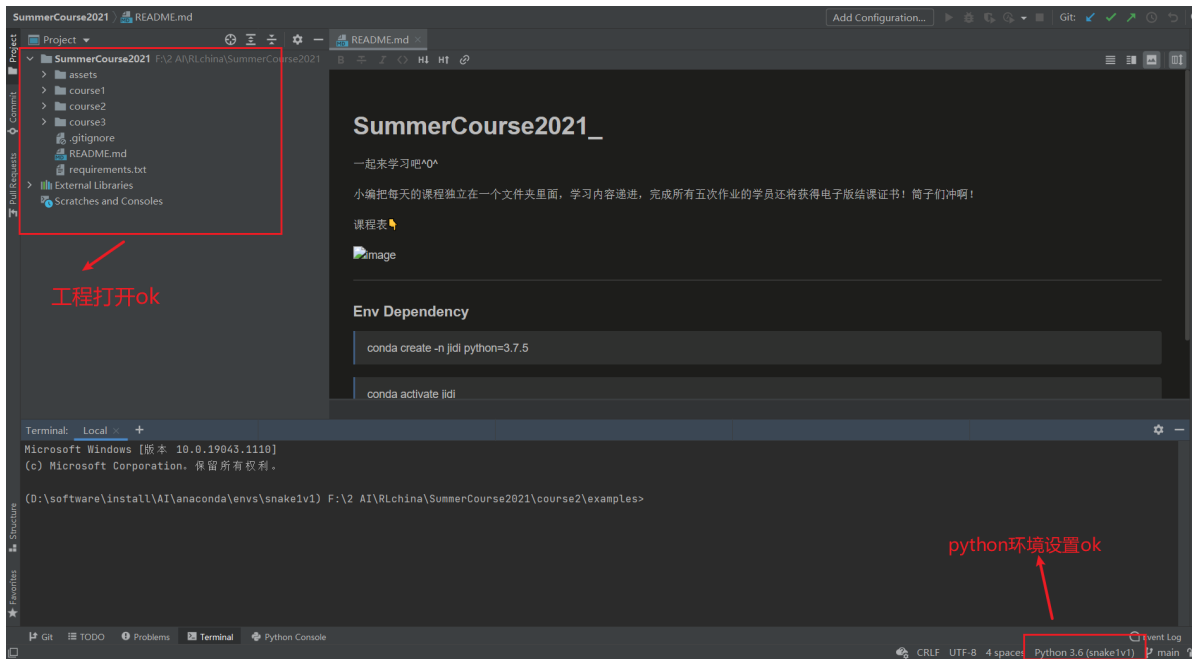 SummerCourse2021 README.md Add Configuration... Git:
Project
README.md
SummerCourse2021 F:\2 AI\RLchina\SummerCourse2021
assets
course1
course2
course3
.gitignore
README.md
requirements.txt
External Libraries
Scratches and Consoles
Project
Commit
Pull Requests
工程打开ok
B I <> H↓ H↑
SummerCourse2021_
一起来学习吧^0^
小编把每天的课程独立在一个文件夹里面，学习内容递进，完成所有五次作业的学员还将获得电子版结课证书！筒子们冲啊！
课程表👇
image
Env Dependency
conda create -n jidi python=3.7.5
conda activate jidi
Terminal: Local × +
Microsoft Windows [版本 10.0.19043.1110]
(c) Microsoft Corporation。保留所有权利。
(D:\software\install\AI\anaconda\envs\snake1v1) F:\2 AI\RLchina\SummerCourse2021\course2\examples>
python环境设置ok
Structure
Favorites
Git TODO Problems Terminal Python Console Event Log
CRLF UTF-8 4 spaces Python 3.6 (snake1v1) main